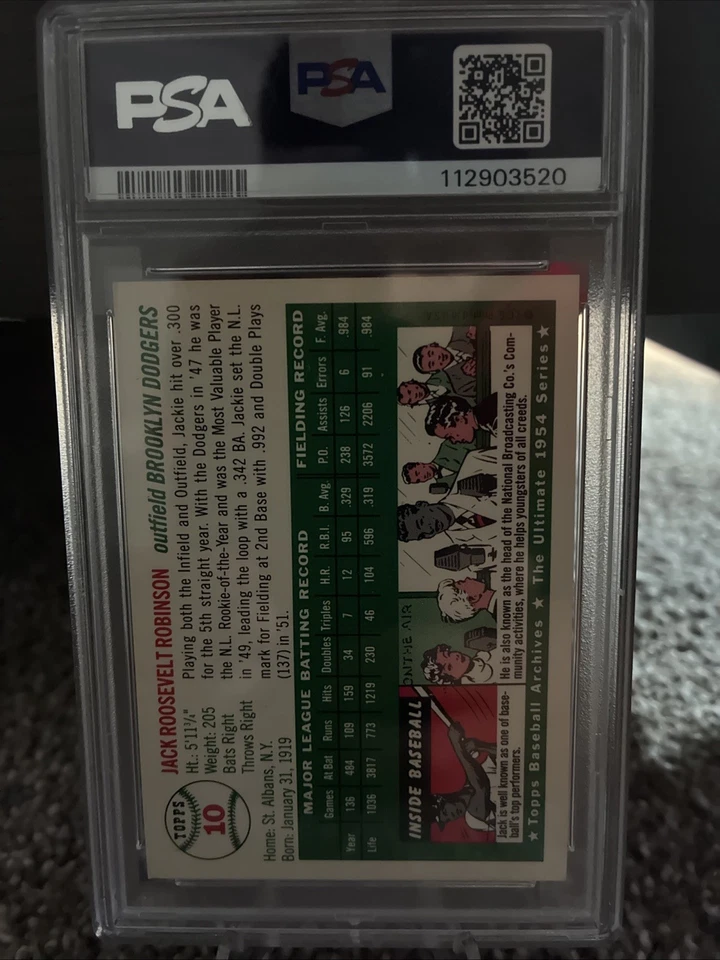 PSA
PSA
112903520
TOPPS
10
JACK ROOSEVELT ROBINSON outfield BROOKLYN DODGERS
Ht.: 5'11½"
Weight: 205
Bats Right
Throws Right
Home: St. Albans, N.Y.
Born: January 31, 1919
Playing both the Infield and Outfield, Jackie hit over .300
for the 5th straight year. With the Dodgers in '47 he was
the N.L. Rookie-of-the-Year and was the Most Valuable Player
in '49, leading the loop with a .342 BA. Jackie set the N.L.
mark for Fielding at 2nd Base with .992 and Double Plays
(137) in '51.
MAJOR LEAGUE BATTING RECORD FIELDING RECORD
Games At Bat Runs Hits Doubles Triples H.R. R.B.I. B. Avg. P.O. Assists Errors F. Avg.
Year 136 484 109 159 34 7 12 95 .329 238 126 6 .984
Life 1036 3817 773 1219 230 46 104 596 .319 3572 2206 91 .984
INSIDE BASEBALL
ON THE AIR
Jack is well known as one of base-
ball's top performers.
He is also known as the head of the National Broadcasting Co.'s Com-
munity activities, where he helps youngsters of all creeds.
★ Topps Baseball Archives ★ The Ultimate 1954 Series ★